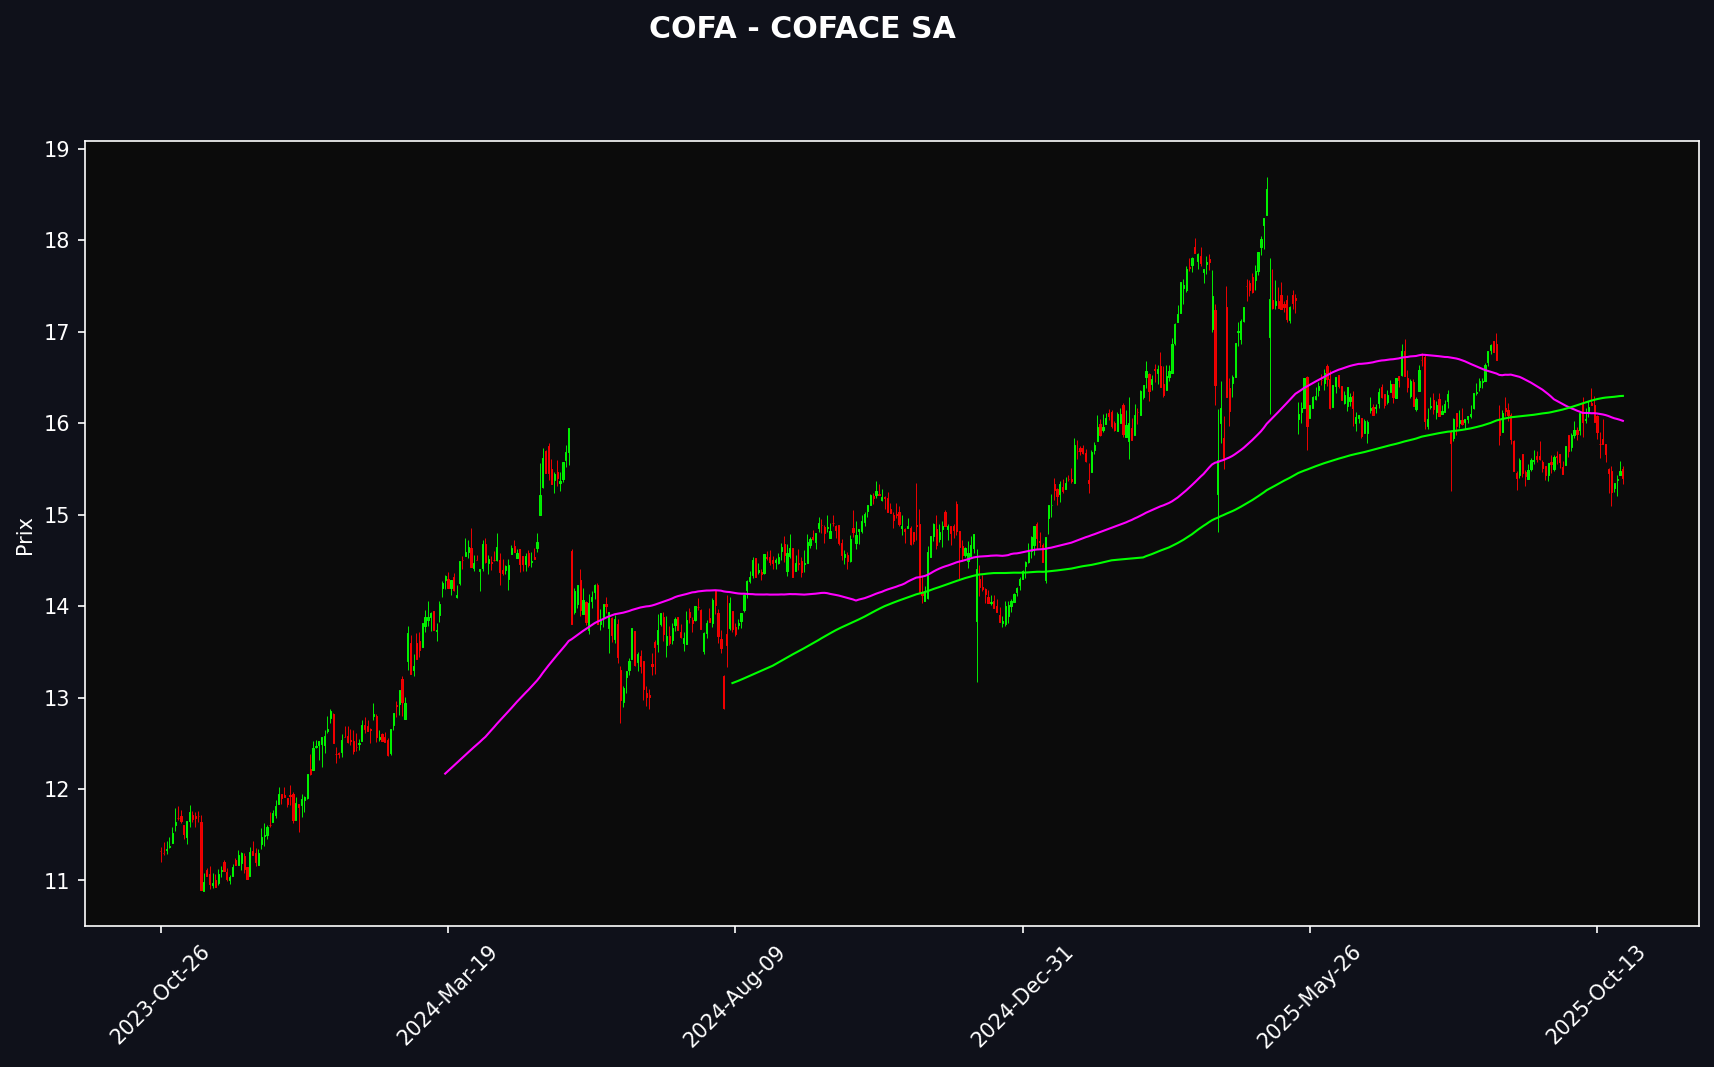 COFA - COFACE SA
Prix
19
18
17
16
15
14
13
12
11
2023-Oct-26
2024-Mar-19
2024-Aug-09
2024-Dec-31
2025-May-26
2025-Oct-13